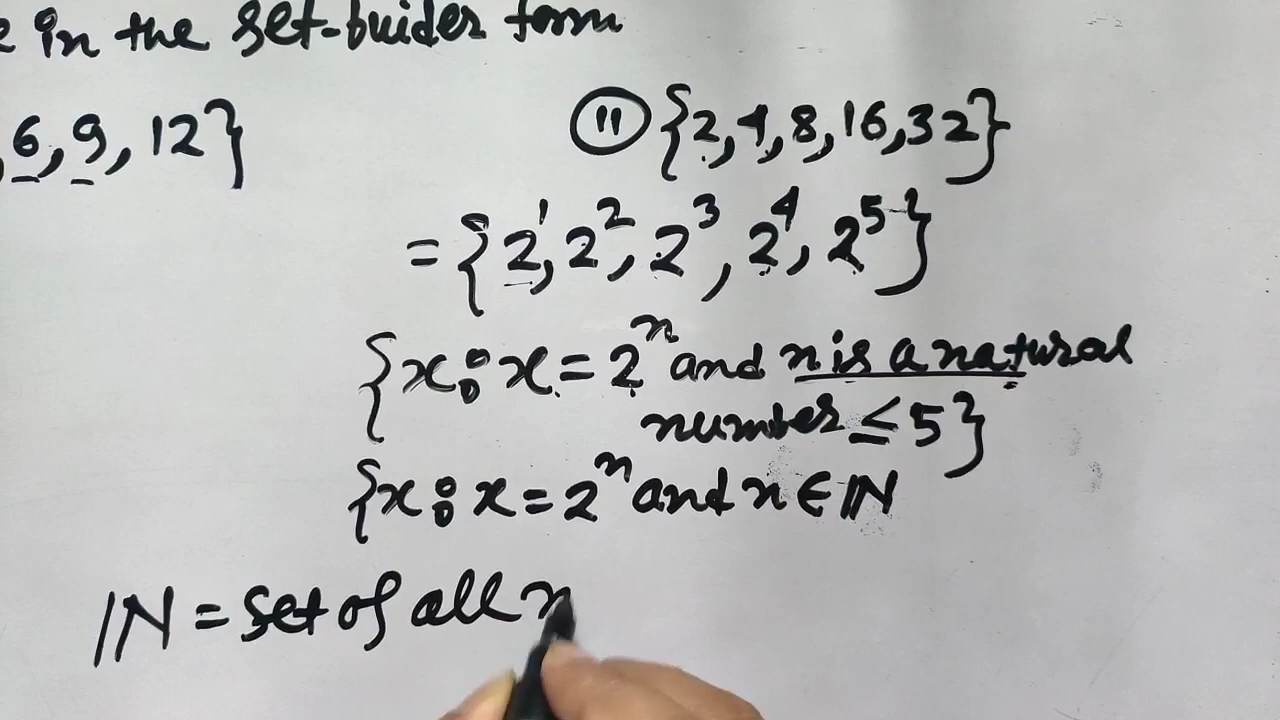 in the set-buider form
,6,9,12}
(11) {2,4,8,16,32}
= {2¹,2²,2³,2⁴,2⁵}
{x:x=2ⁿ and n is a natural
number ≤5}
{x:x=2ⁿ and n∈ℕ
ℕ = set of all n